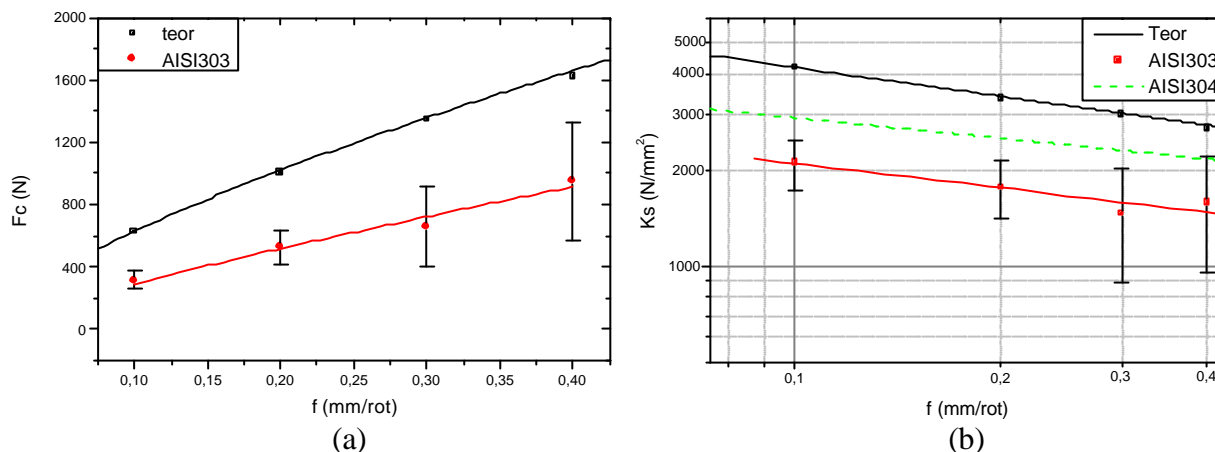 2000
1600
1200
800
400
0
Fc (N)
teor
AISI303
0,10 0,15 0,20 0,25 0,30 0,35 0,40
f (mm/rot)
(a)
5000
4000
3000
2000
1000
Ks (N/mm²)
Teor
AISI303
AISI304
0,1 0,2 0,3 0,4
f (mm/rot)
(b)